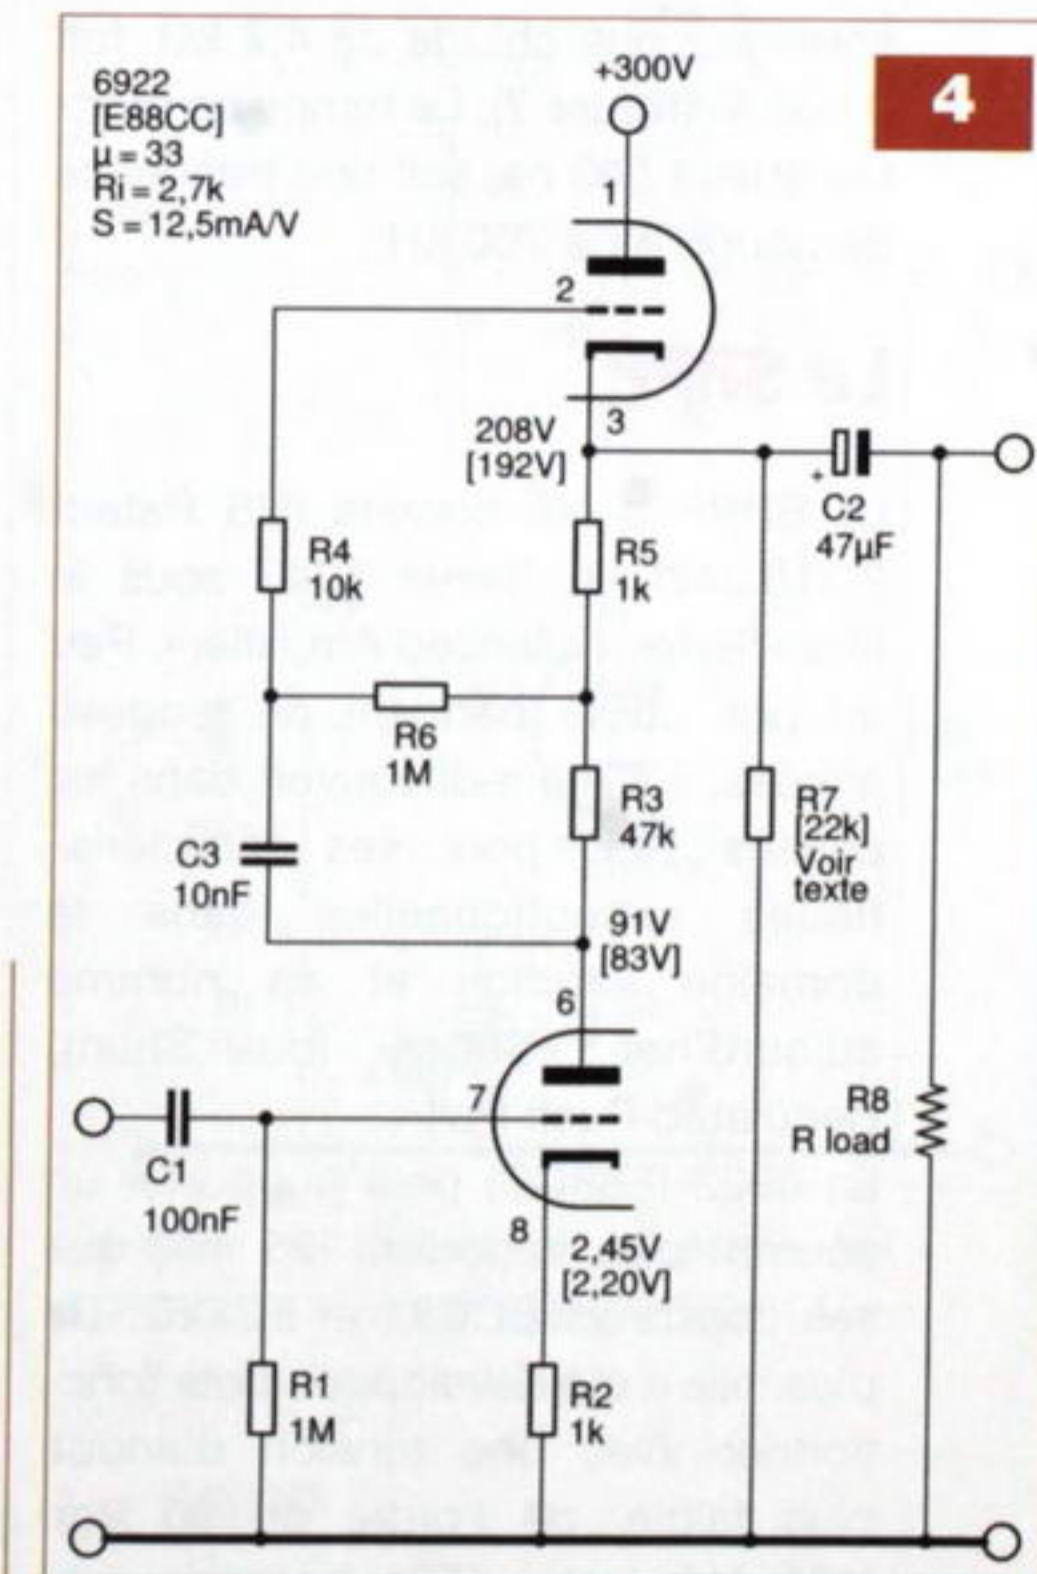 6922
[E88CC]
µ = 33
Ri = 2,7k
S = 12,5mA/V
+300V
4
1
2
3
208V
[192V]
C2
47µF
R4
10k
R5
1k
R6
1M
R3
47k
R7
[22k]
Voir
texte
C3
10nF
91V
[83V]
6
7
R8
R load
C1
100nF
8
2,45V
[2,20V]
R1
1M
R2
1k
+